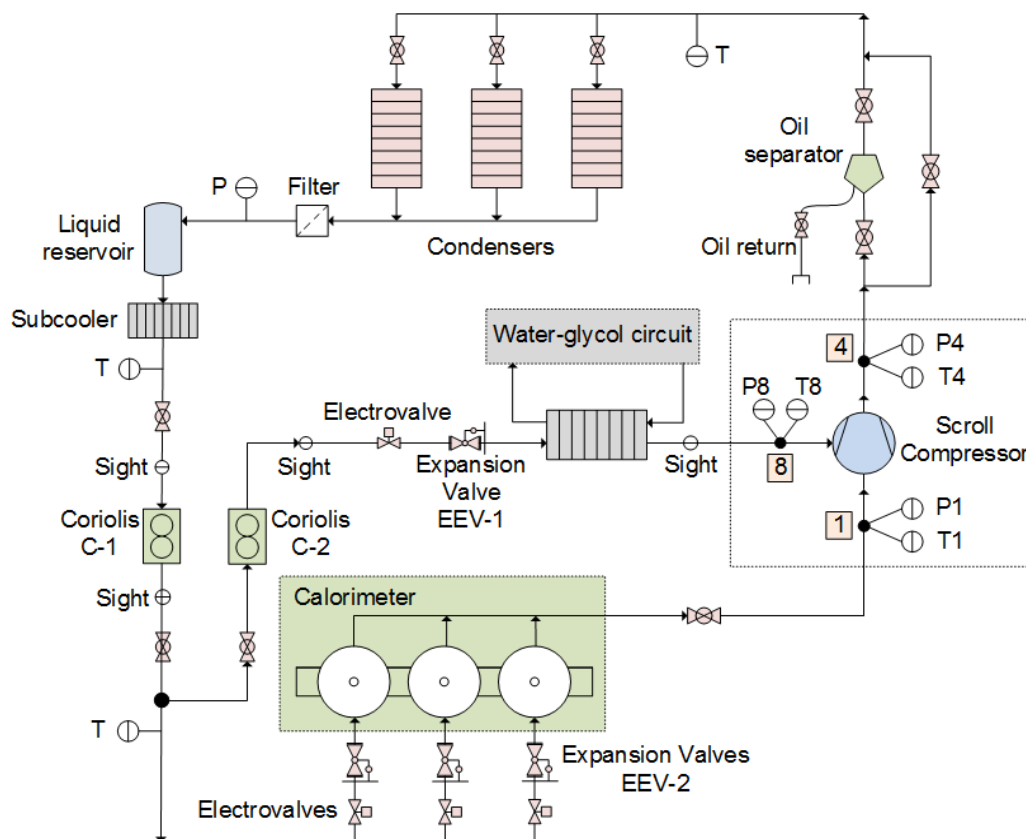 T
Oil
separator
P
Filter
Liquid
reservoir
Condensers
Oil return
Subcooler
Water-glycol circuit
4
P4
T4
T
P8
T8
Electrovalve
Sight
Expansion
Valve
EEV-1
Sight
8
Scroll
Compressor
Sight
Coriolis
C-1
Coriolis
C-2
1
P1
T1
Sight
Calorimeter
T
Expansion Valves
EEV-2
Electrovalves